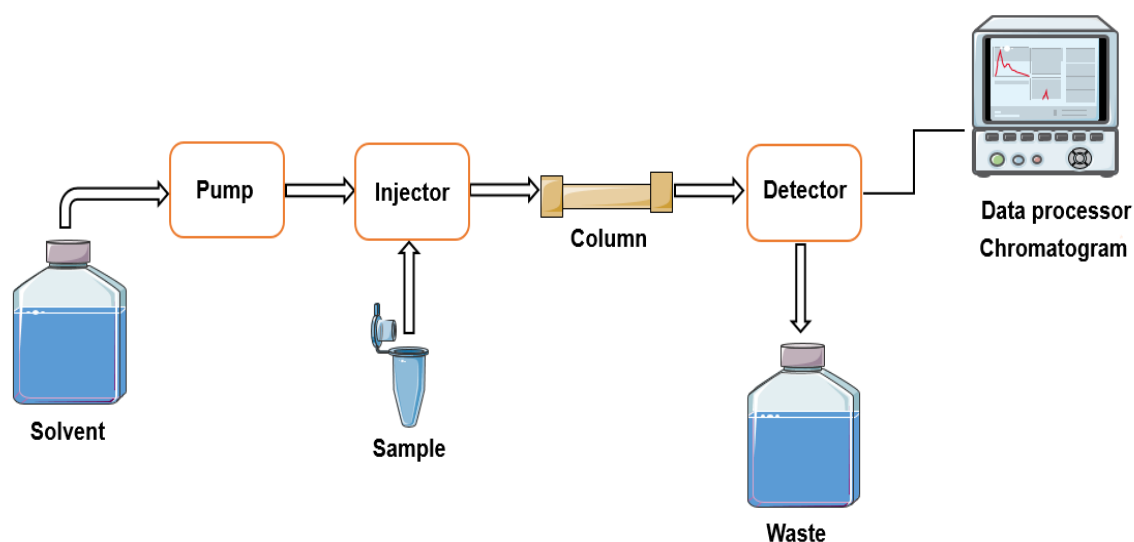 Pump
Injector
Detector
Column
Data processor
Chromatogram
Solvent
Sample
Waste